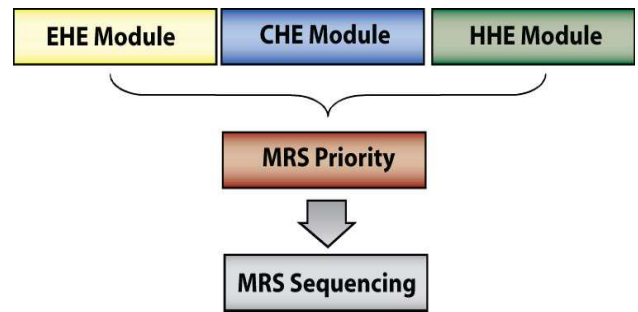 EHE Module
CHE Module
HHE Module
MRS Priority
MRS Sequencing